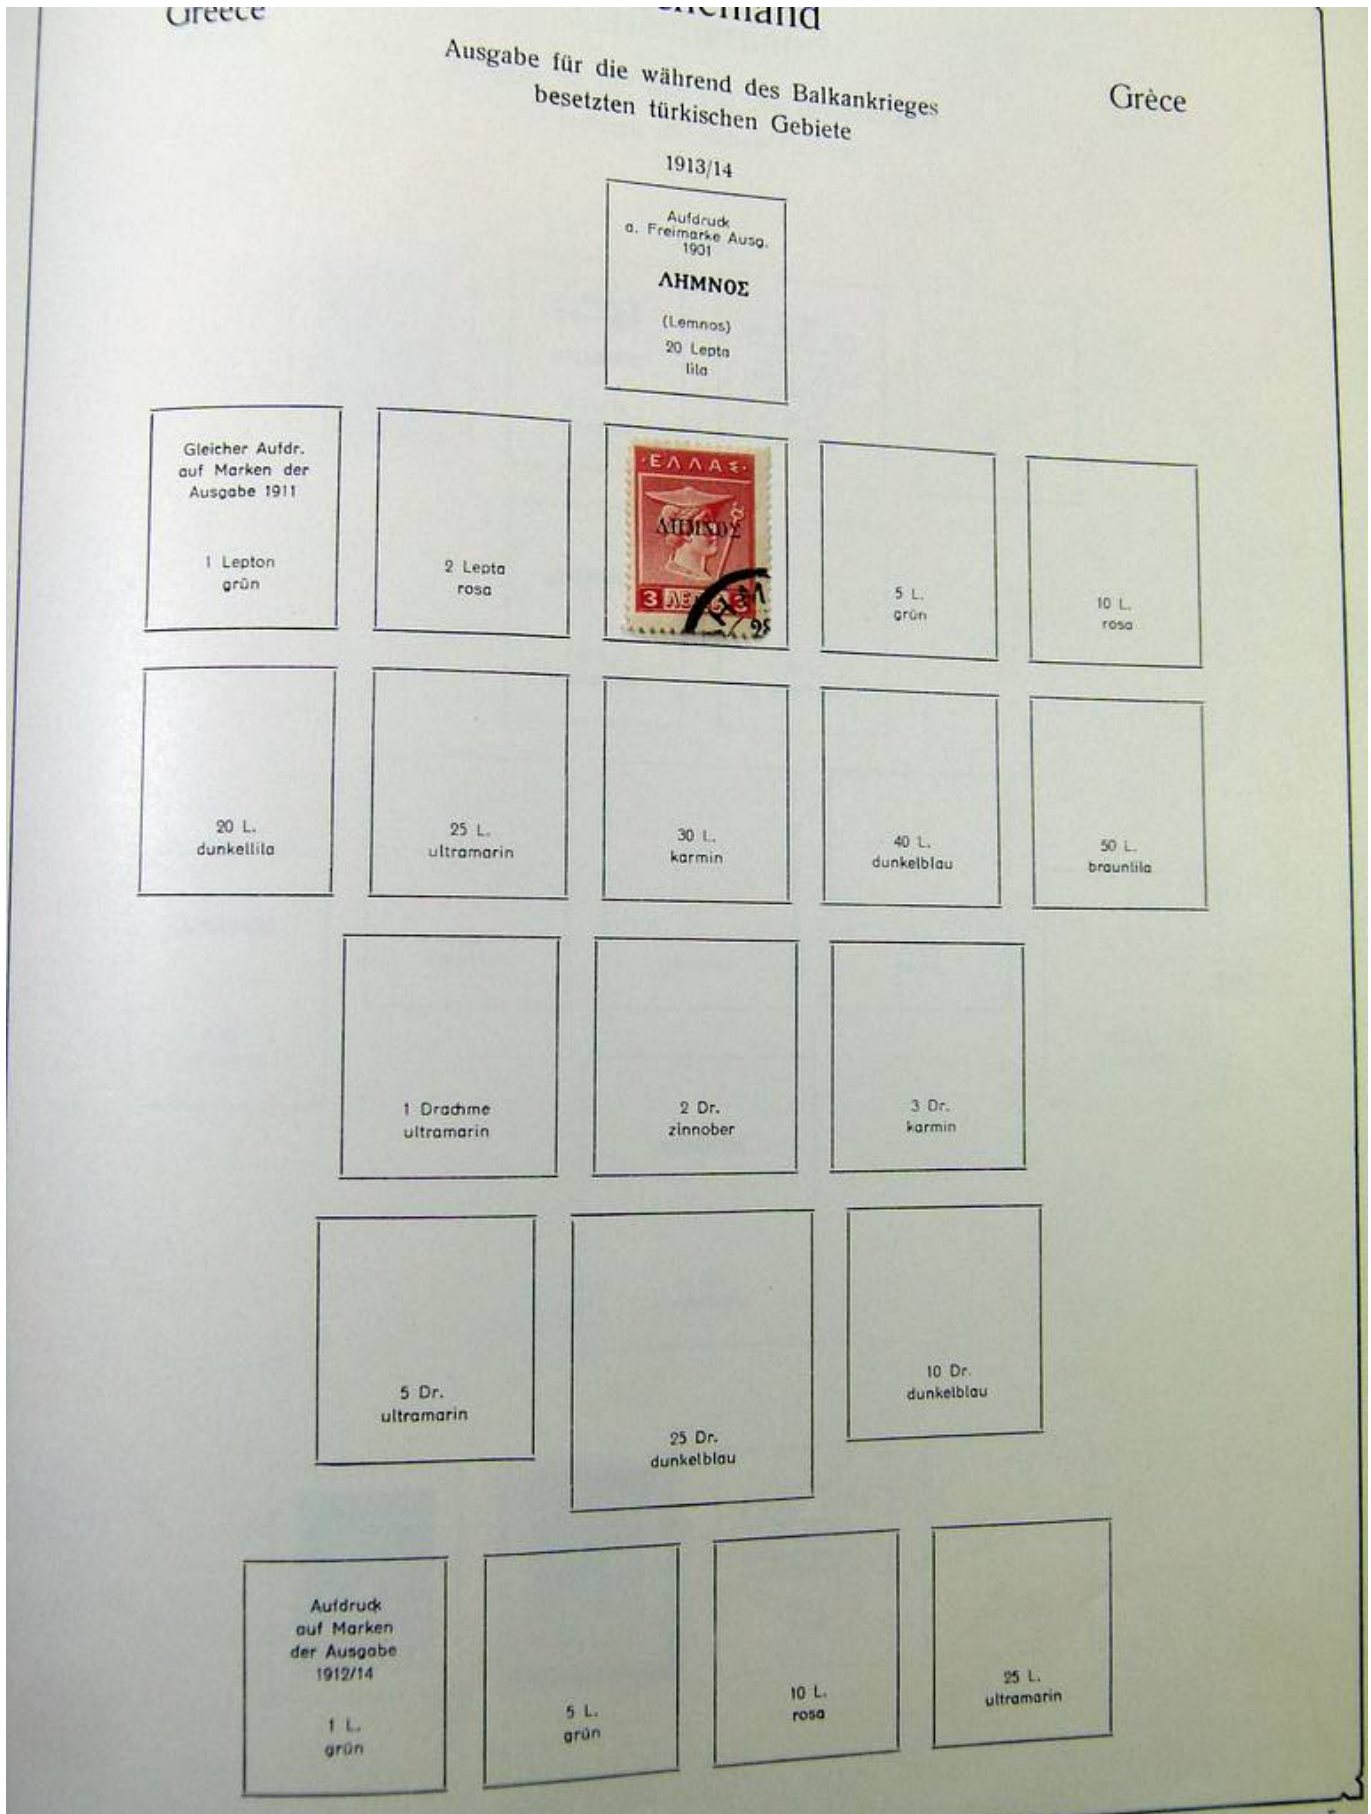 Greece
Ausgabe für die während des Balkankrieges
besetzten türkischen Gebiete
Grèce
1913/14
Aufdruck
a. Freimarke Ausg.
1901
ΛΗΜΝΟΣ
(Lemnos)
20 Lepta
lila
Gleicher Aufdr.
auf Marken der
Ausgabe 1911
1 Lepton
grün
2 Lepta
rosa
·ΕΛΛΑΣ·
ΛΗΜΝΟΣ
3
3
5 L.
grün
10 L.
rosa
20 L.
dunkellila
25 L.
ultramarin
30 L.
karmin
40 L.
dunkelblau
50 L.
braunlila
1 Drachme
ultramarin
2 Dr.
zinnober
3 Dr.
karmin
5 Dr.
ultramarin
25 Dr.
dunkelblau
10 Dr.
dunkelblau
Aufdruck
auf Marken
der Ausgabe
1912/14
1 L.
grün
5 L.
grün
10 L.
rosa
25 L.
ultramarin